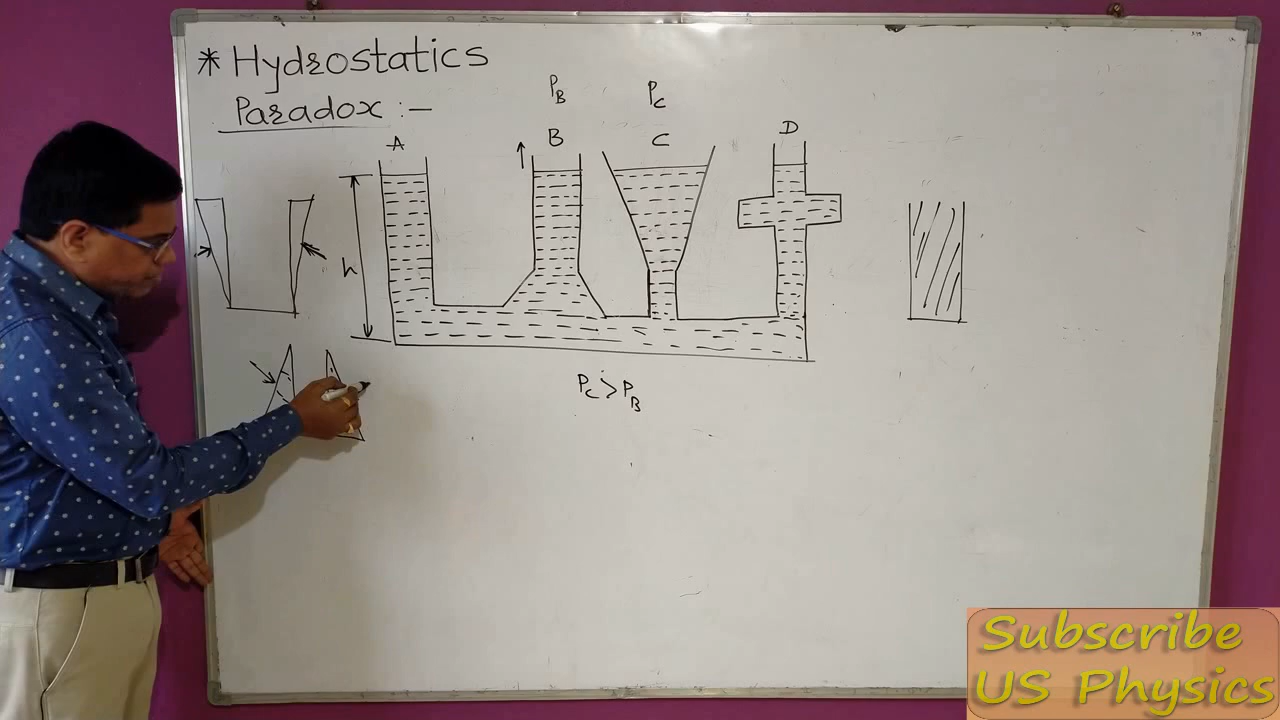 * Hydrostatics
Paradox :-
P_B P_C
A B C D
h
P_C > P_B
Subscribe
US Physics